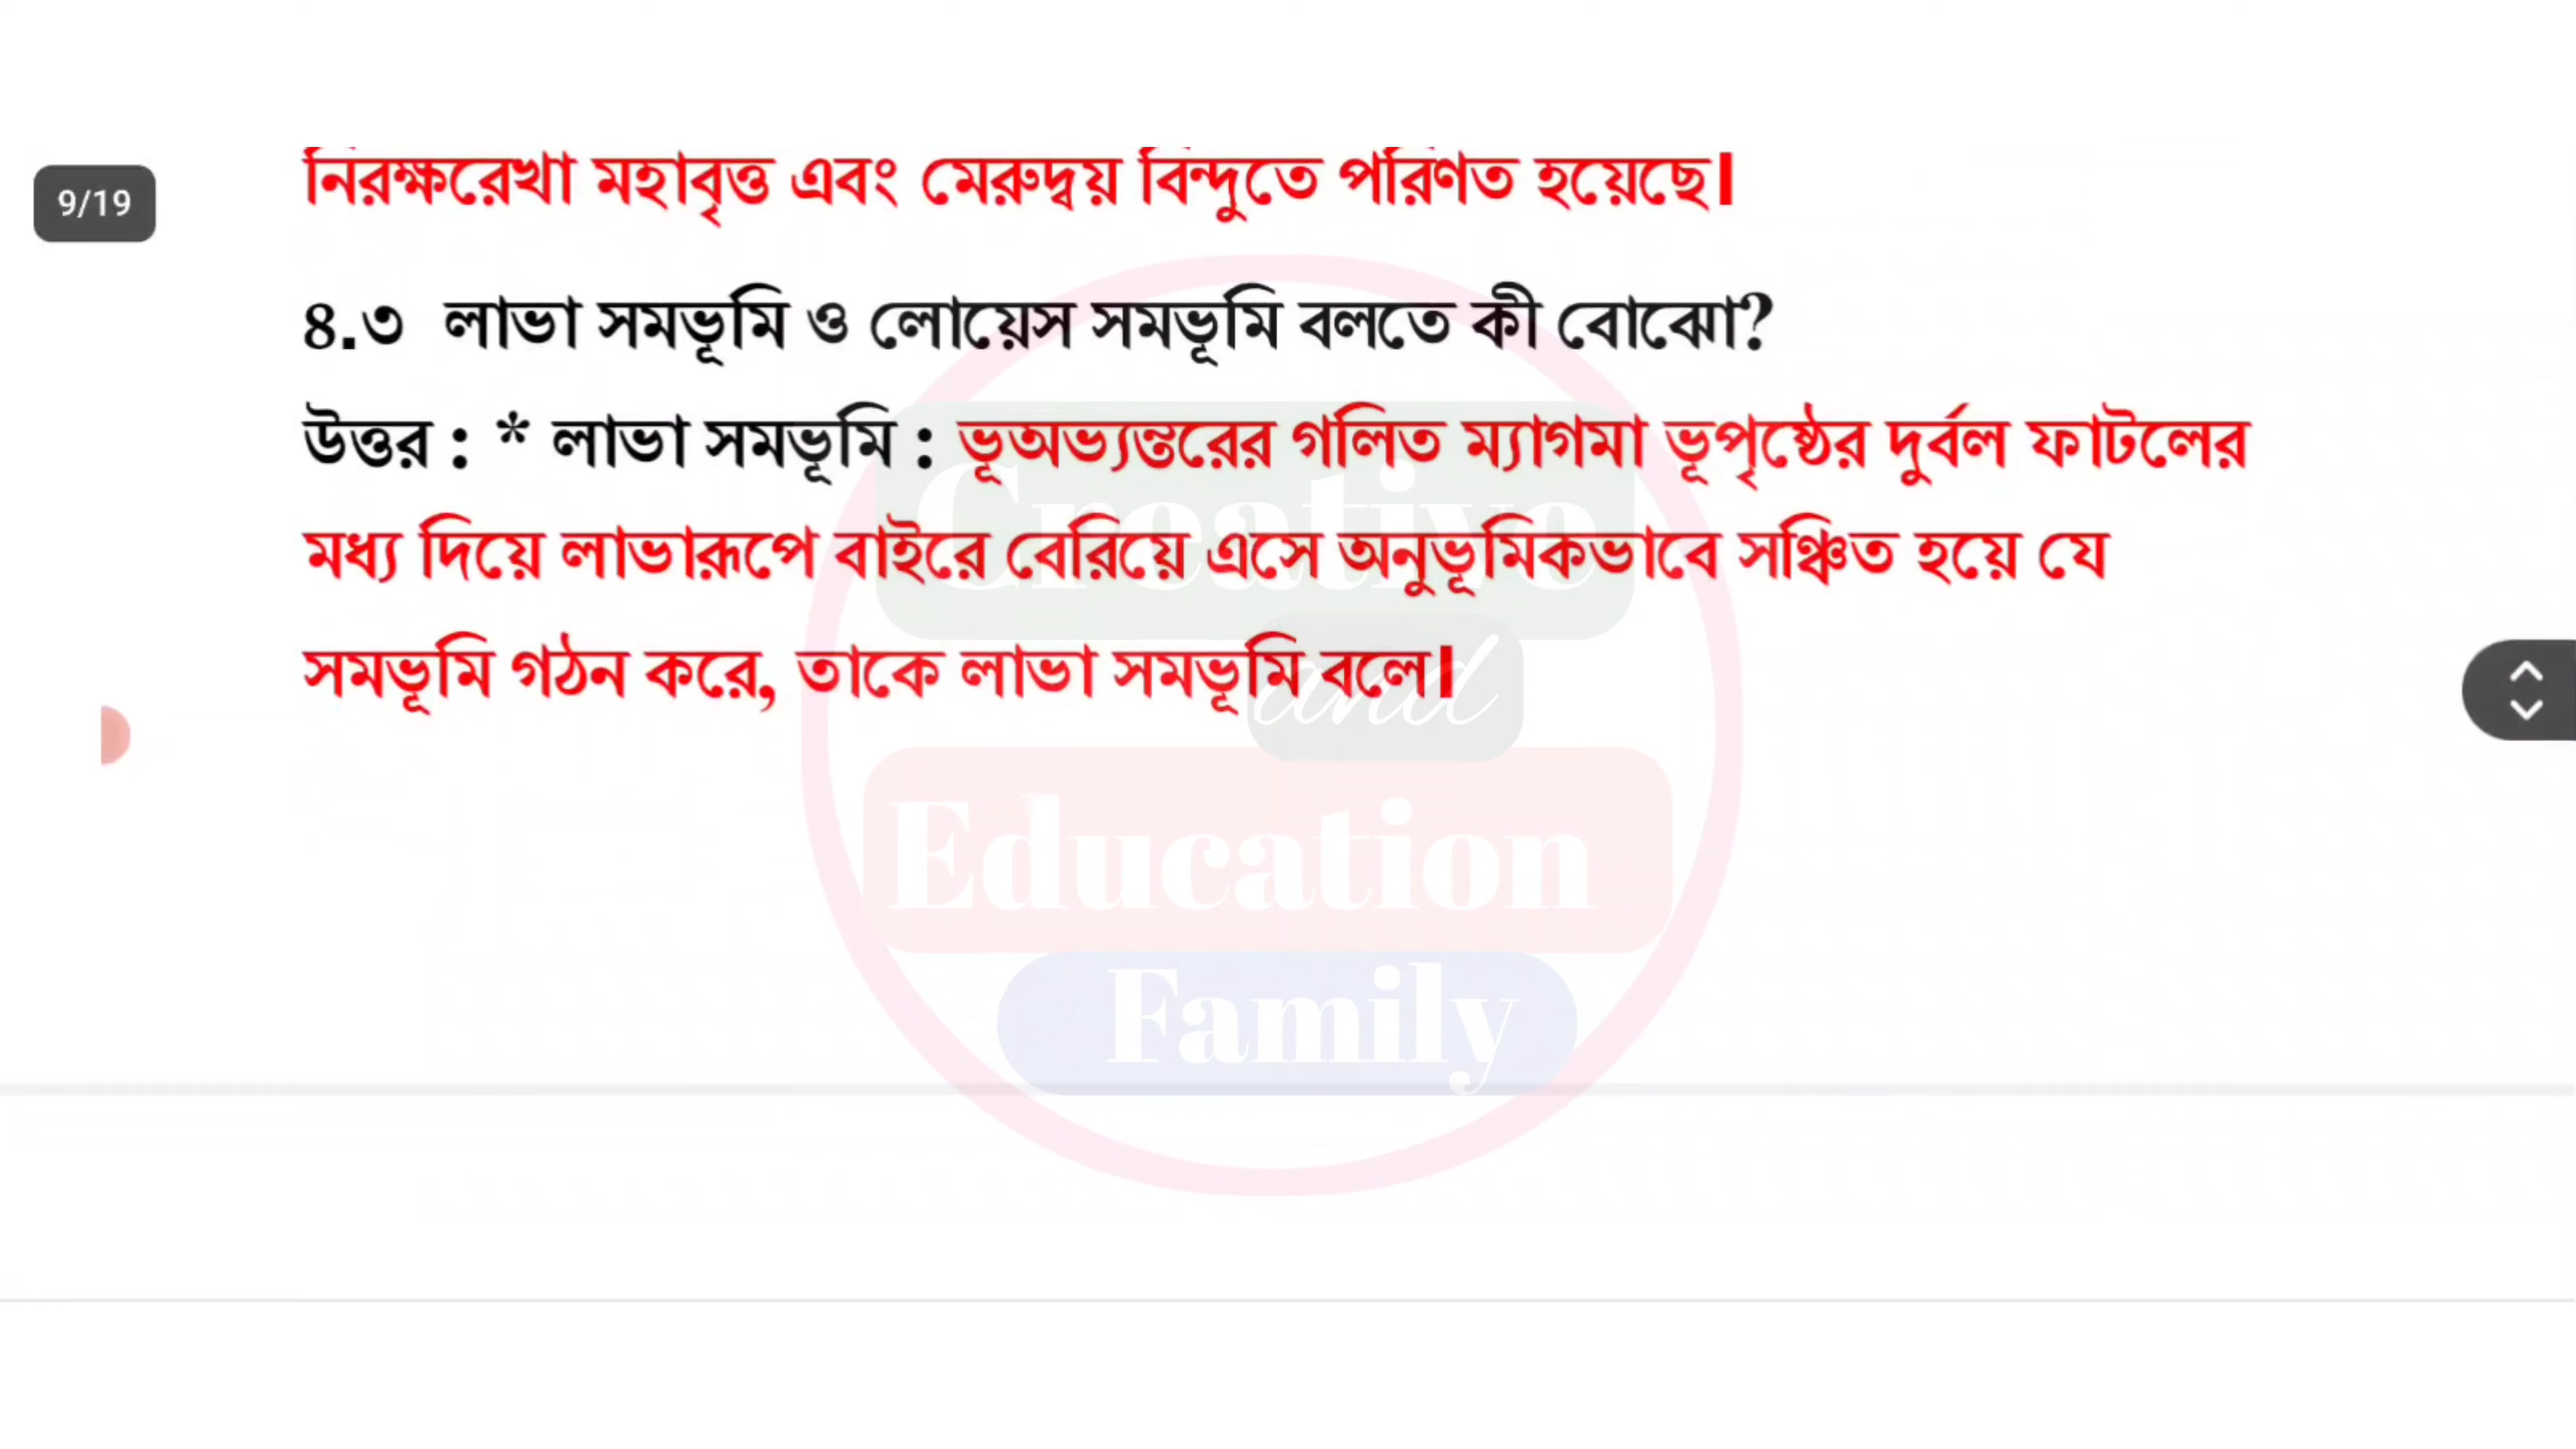 9/19
নিরক্ষরেখা মহাবৃত্ত এবং মেরুদ্বয় বিন্দুতে পরিণত হয়েছে।
৪.৩ লাভা সমভূমি ও লোয়েস সমভূমি বলতে কী বোঝো?
উত্তর : * লাভা সমভূমি : ভূঅভ্যন্তরের গলিত ম্যাগমা ভূপৃষ্ঠের দুর্বল ফাটলের
মধ্য দিয়ে লাভারূপে বাইরে বেরিয়ে এসে অনুভূমিকভাবে সঞ্চিত হয়ে যে
সমভূমি গঠন করে, তাকে লাভা সমভূমি বলে।
Creative
and
Education
Family